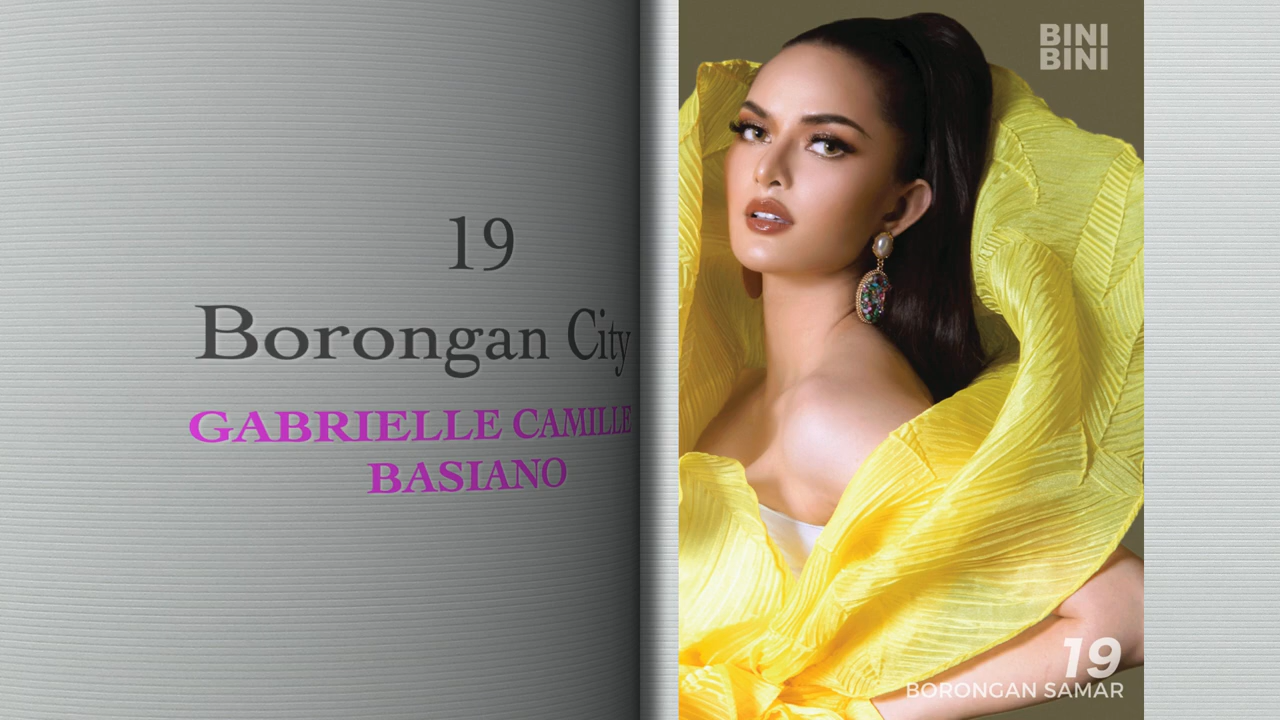 19
Borongan City
GABRIELLE CAMILLE
BASIANO
BINI
BINI
19
BORONGAN SAMAR